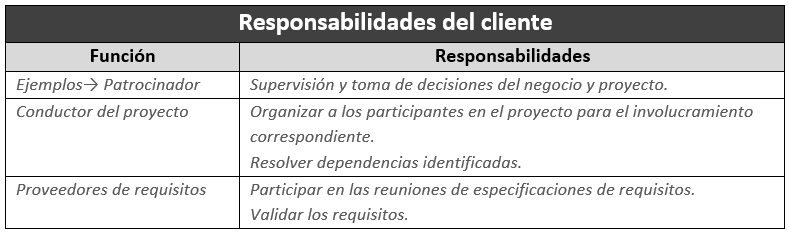 Responsabilidades del cliente
Función Responsabilidades
Ejemplos→ Patrocinador Supervisión y toma de decisiones del negocio y proyecto.
Conductor del proyecto Organizar a los participantes en el proyecto para el involucramiento
correspondiente.
Resolver dependencias identificadas.
Proveedores de requisitos Participar en las reuniones de especificaciones de requisitos.
Validar los requisitos.